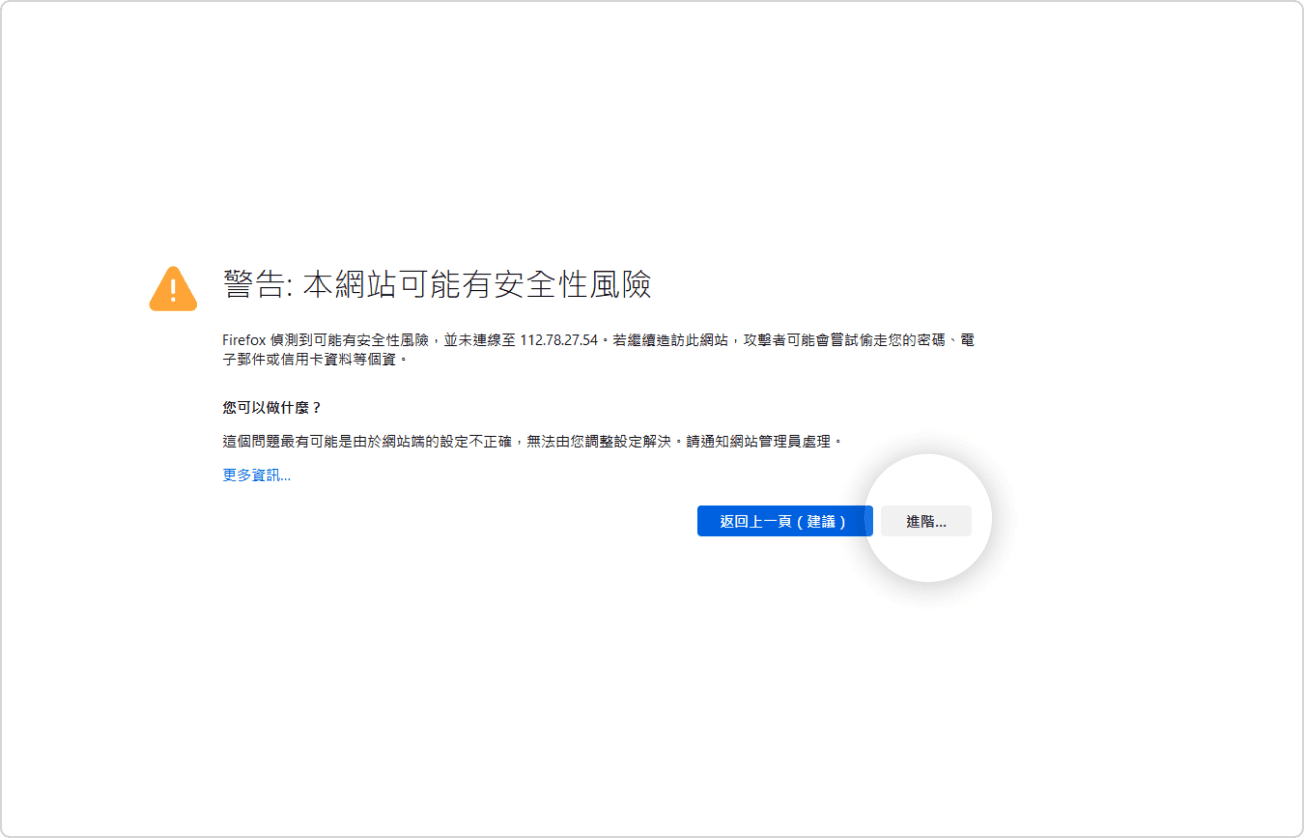 警告: 本網站可能有安全性風險
Firefox 偵測到可能有安全性風險，並未連線至 112.78.27.54。若繼續造訪此網站，攻擊者可能會嘗試偷走您的密碼、電
子郵件或信用卡資料等個資。
您可以做什麼？
這個問題最有可能是由於網站端的設定不正確，無法由您調整設定解決。請通知網站管理員處理。
更多資訊...
返回上一頁（建議）
進階...